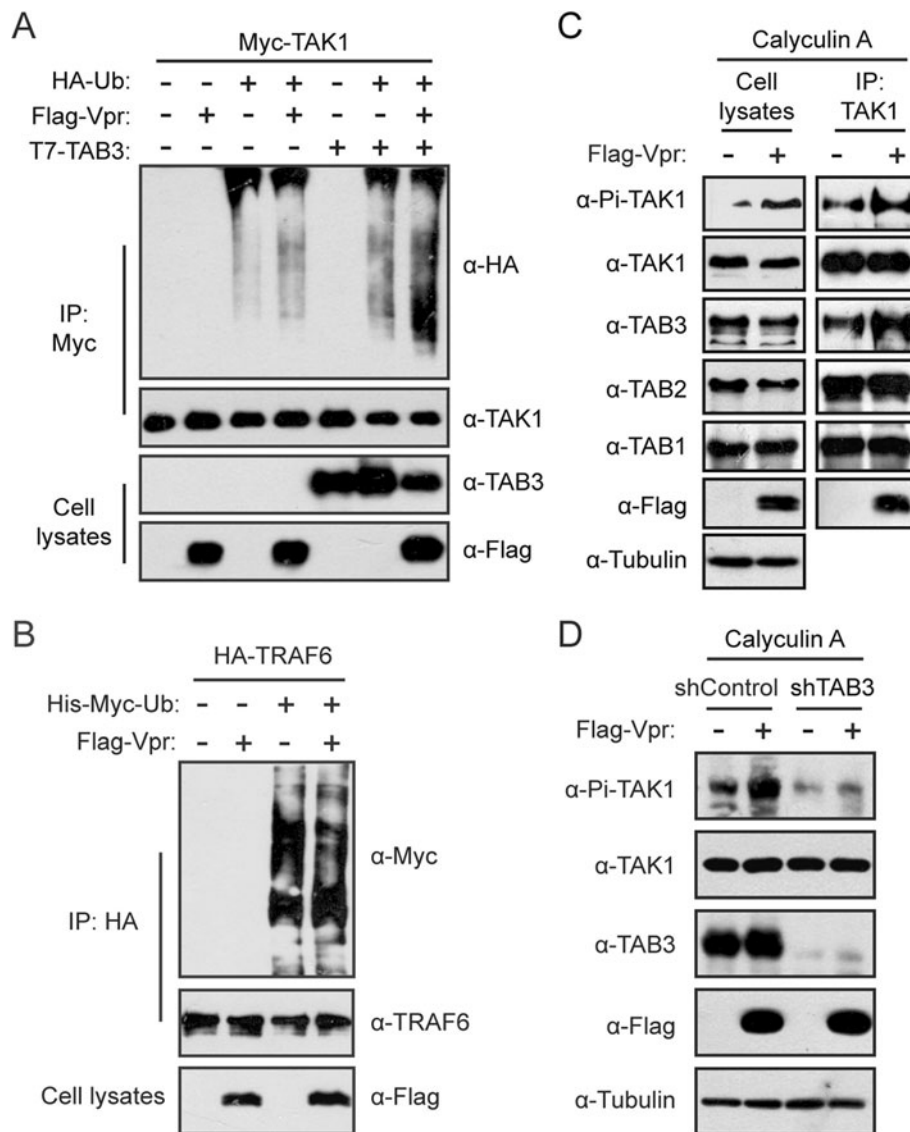 A
Myc-TAK1
HA-Ub: - - + + - + +
Flag-Vpr: - + - + - - +
T7-TAB3: - - - - + + +
IP: Myc
α-HA
α-TAK1
Cell lysates
α-TAB3
α-Flag
B
HA-TRAF6
His-Myc-Ub: - - + +
Flag-Vpr: - + - +
IP: HA
α-Myc
α-TRAF6
Cell lysates
α-Flag
C
Calyculin A
Cell lysates
IP: TAK1
Flag-Vpr: - + - +
α-Pi-TAK1
α-TAK1
α-TAB3
α-TAB2
α-TAB1
α-Flag
α-Tubulin
D
Calyculin A
shControl shTAB3
Flag-Vpr: - + - +
α-Pi-TAK1
α-TAK1
α-TAB3
α-Flag
α-Tubulin